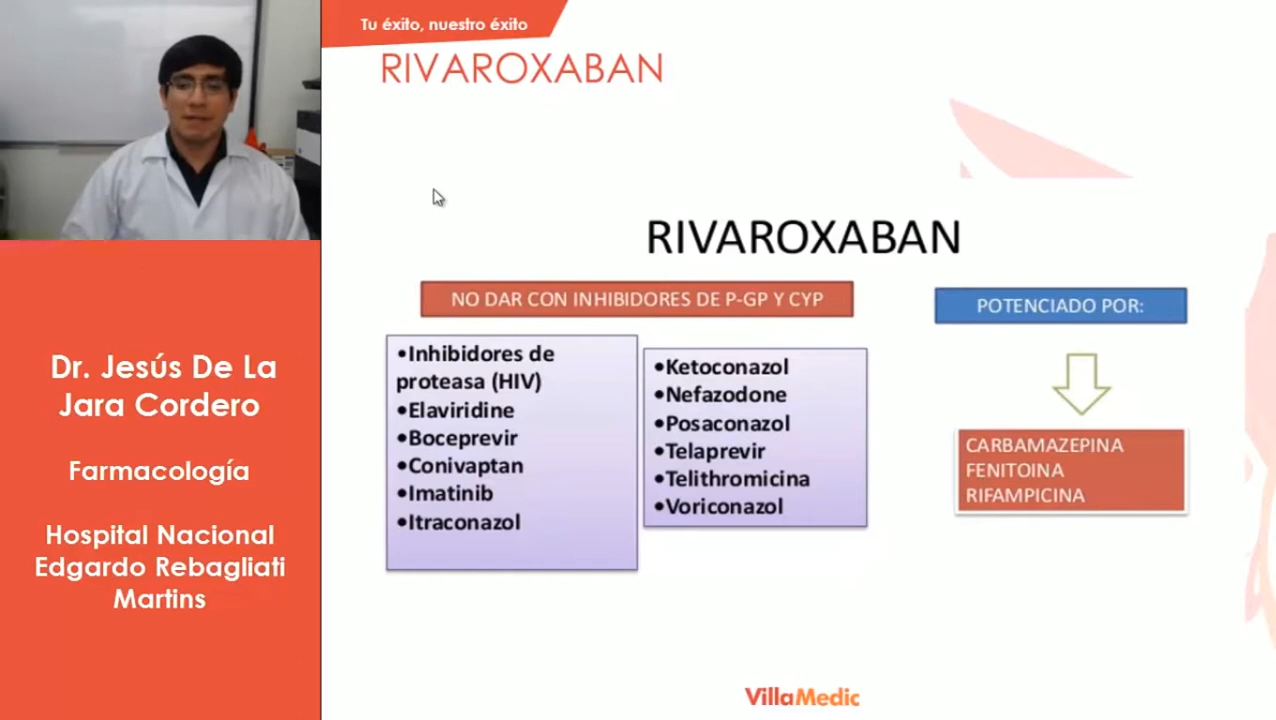 Tu éxito, nuestro éxito
RIVAROXABAN
RIVAROXABAN
NO DAR CON INHIBIDORES DE P-GP Y CYP
•Inhibidores de
proteasa (HIV)
•Elaviridine
•Boceprevir
•Conivaptan
•Imatinib
•Itraconazol
•Ketoconazol
•Nefazodone
•Posaconazol
•Telaprevir
•Telithromicina
•Voriconazol
POTENCIADO POR:
CARBAMAZEPINA
FENITOINA
RIFAMPICINA
Dr. Jesús De La
Jara Cordero
Farmacología
Hospital Nacional
Edgardo Rebagliati
Martins
VillaMedic